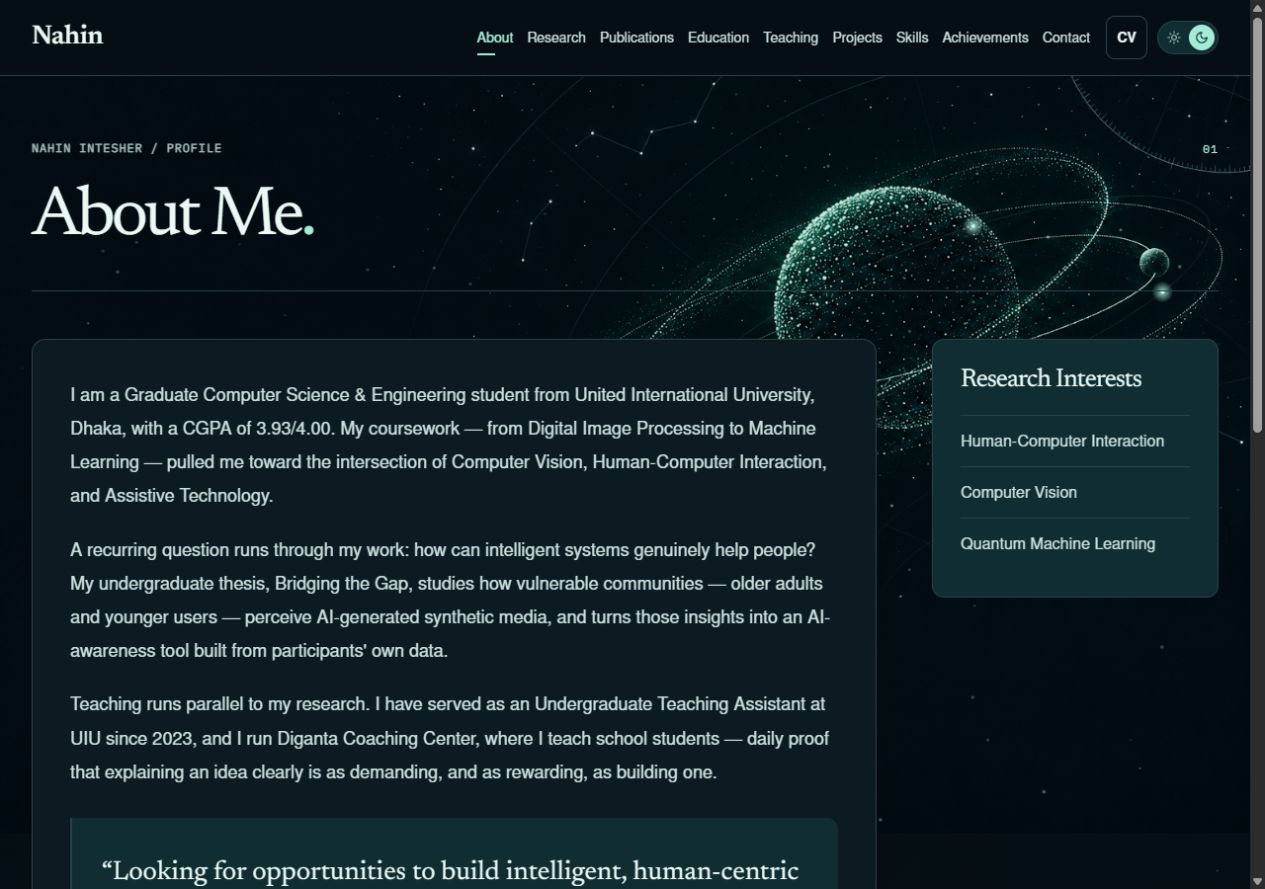 Nahin
About Research Publications Education Teaching Projects Skills Achievements Contact CV
NAHIN INTESHER / PROFILE
01
About Me.
I am a Graduate Computer Science & Engineering student from United International University,
Dhaka, with a CGPA of 3.93/4.00. My coursework — from Digital Image Processing to Machine
Learning — pulled me toward the intersection of Computer Vision, Human-Computer Interaction,
and Assistive Technology.
A recurring question runs through my work: how can intelligent systems genuinely help people?
My undergraduate thesis, Bridging the Gap, studies how vulnerable communities — older adults
and younger users — perceive AI-generated synthetic media, and turns those insights into an AI-
awareness tool built from participants' own data.
Teaching runs parallel to my research. I have served as an Undergraduate Teaching Assistant at
UIU since 2023, and I run Diganta Coaching Center, where I teach school students — daily proof
that explaining an idea clearly is as demanding, and as rewarding, as building one.
“Looking for opportunities to build intelligent, human-centric
Research Interests
Human-Computer Interaction
Computer Vision
Quantum Machine Learning